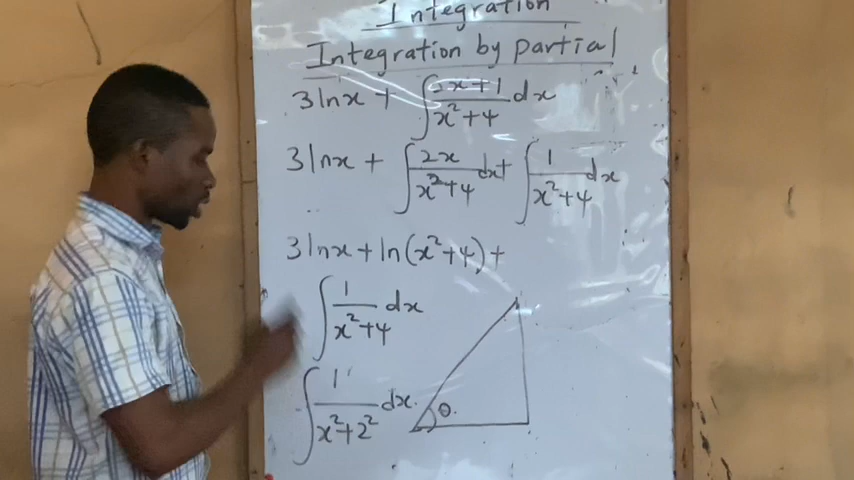 Integration
Integration by partial
3lnx + ∫ (2x+1)/(x²+4) dx
3lnx + ∫ 2x/(x²+4) dx + ∫ 1/(x²+4) dx
3lnx + ln(x²+4) +
∫ 1/(x²+4) dx
∫ 1/(x²+2²) dx.
θ.